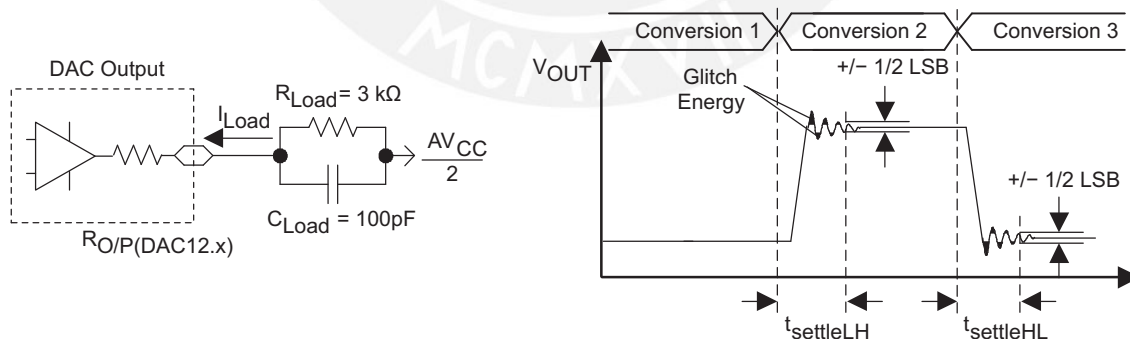 DAC Output
R_Load = 3 kΩ
I_Load
AV_CC
2
C_Load = 100pF
R_O/P(DAC12.x)
Conversion 1
Conversion 2
Conversion 3
V_OUT
Glitch
Energy
+/− 1/2 LSB
+/− 1/2 LSB
t_settleLH
t_settleHL
MCMXVII